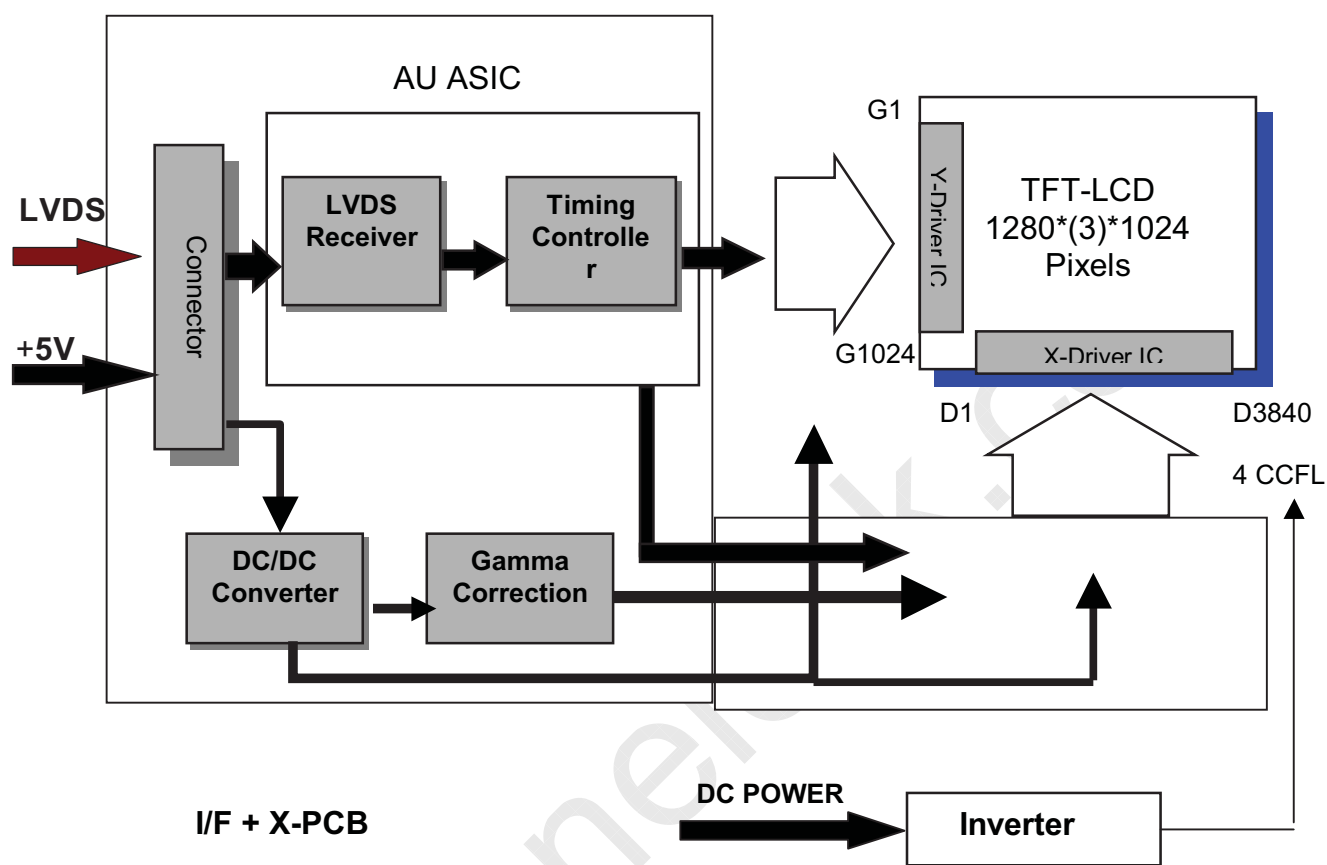 AU ASIC
LVDS
+5V
Connector
LVDS
Receiver
Timing
Controlle
r
G1
G1024
Y-Driver IC
TFT-LCD
1280*(3)*1024
Pixels
X-Driver IC
D1
D3840
4 CCFL
DC/DC
Converter
Gamma
Correction
I/F + X-PCB
DC POWER
Inverter